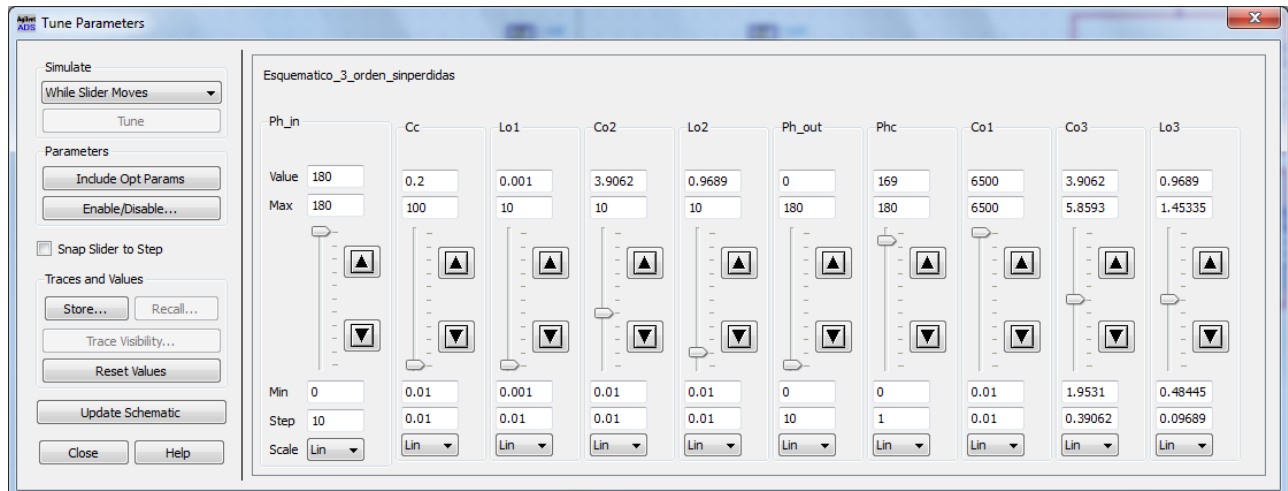 Agilent
ADS Tune Parameters
Simulate
While Slider Moves
Tune
Parameters
Include Opt Params
Enable/Disable...
Snap Slider to Step
Traces and Values
Store... Recall...
Trace Visibility...
Reset Values
Update Schematic
Close Help
Esquematico_3_orden_sinperdidas
Ph_in Cc Lo1 Co2 Lo2 Ph_out Phc Co1 Co3 Lo3
Value 180 0.2 0.001 3.9062 0.9689 0 169 6500 3.9062 0.9689
Max 180 100 10 10 10 180 180 6500 5.8593 1.45335
Min 0 0.01 0.001 0.01 0.01 0 0 0.01 1.9531 0.48445
Step 10 0.01 0.01 0.01 0.01 10 1 0.01 0.39062 0.09689
Scale Lin Lin Lin Lin Lin Lin Lin Lin Lin Lin